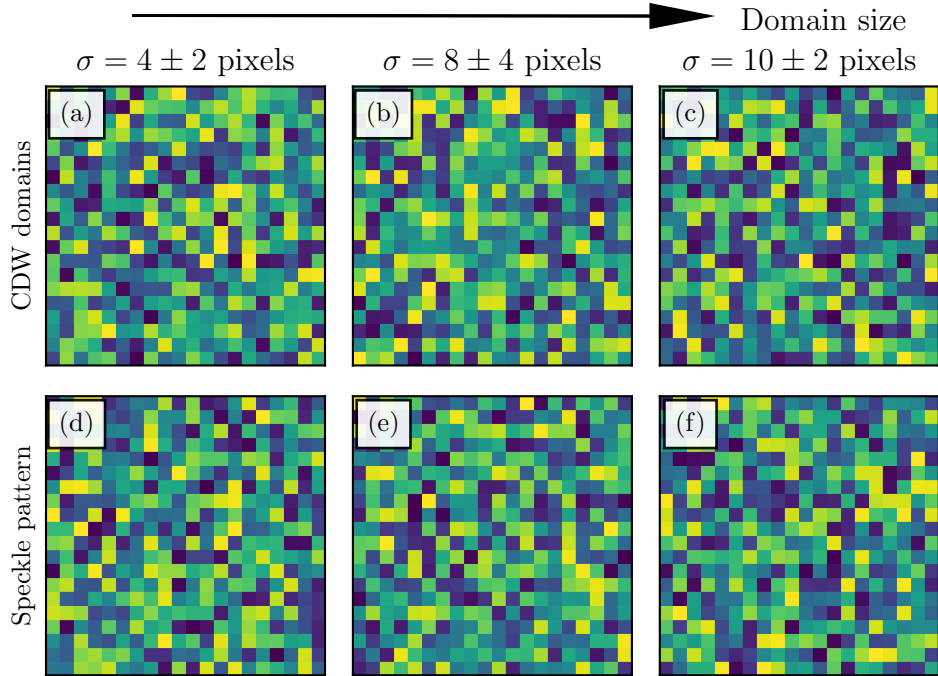 Domain size
σ = 4 ± 2 pixels
σ = 8 ± 4 pixels
σ = 10 ± 2 pixels
CDW domains
(a)
(b)
(c)
Speckle pattern
(d)
(e)
(f)